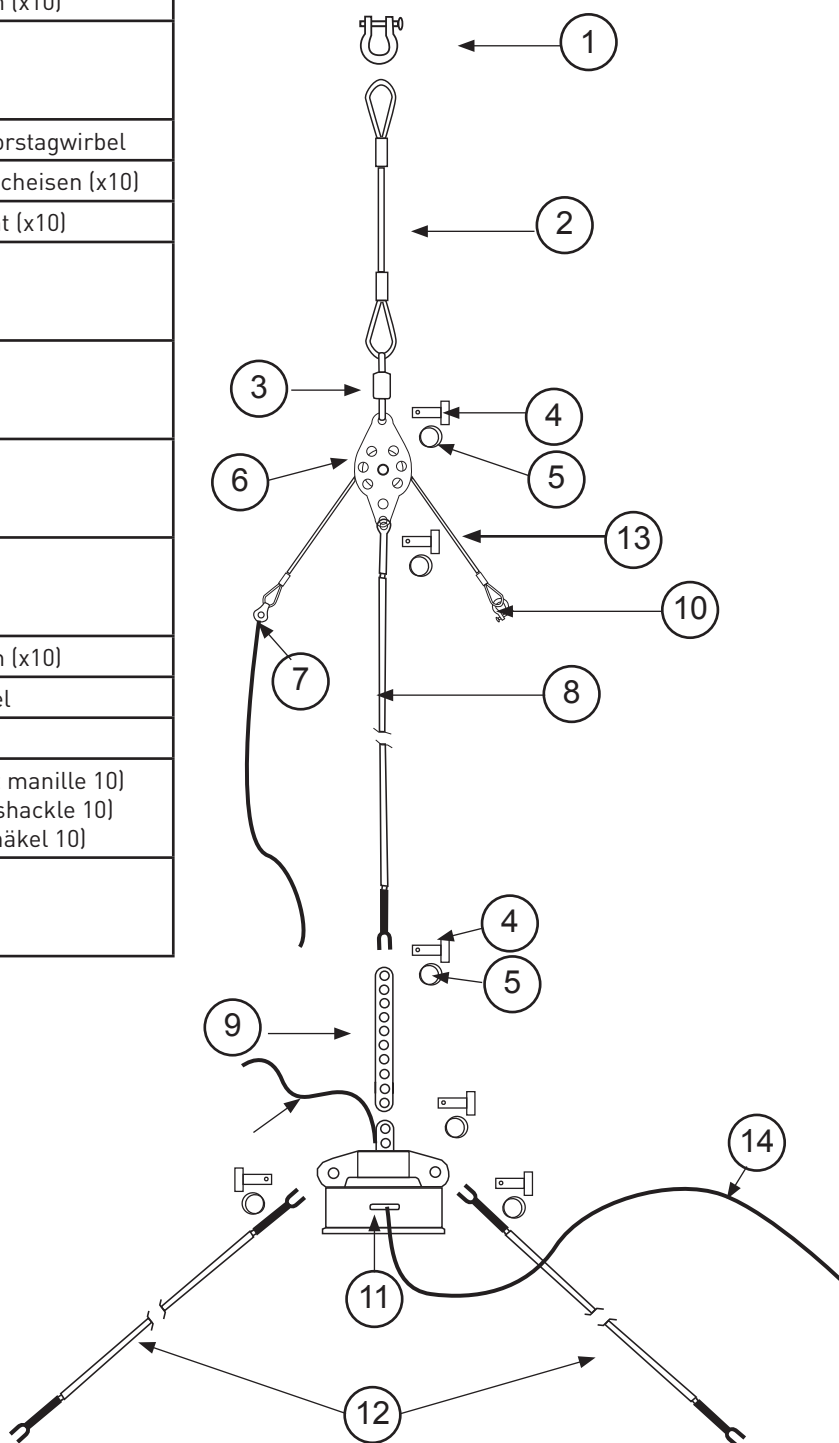 n (x10)
orstagwirbel
cheisen (x10)
t (x10)
n (x10)
el
manille 10)
shackle 10)
häkel 10)
1
2
3
4
5
6
13
10
7
8
4
5
9
14
11
12